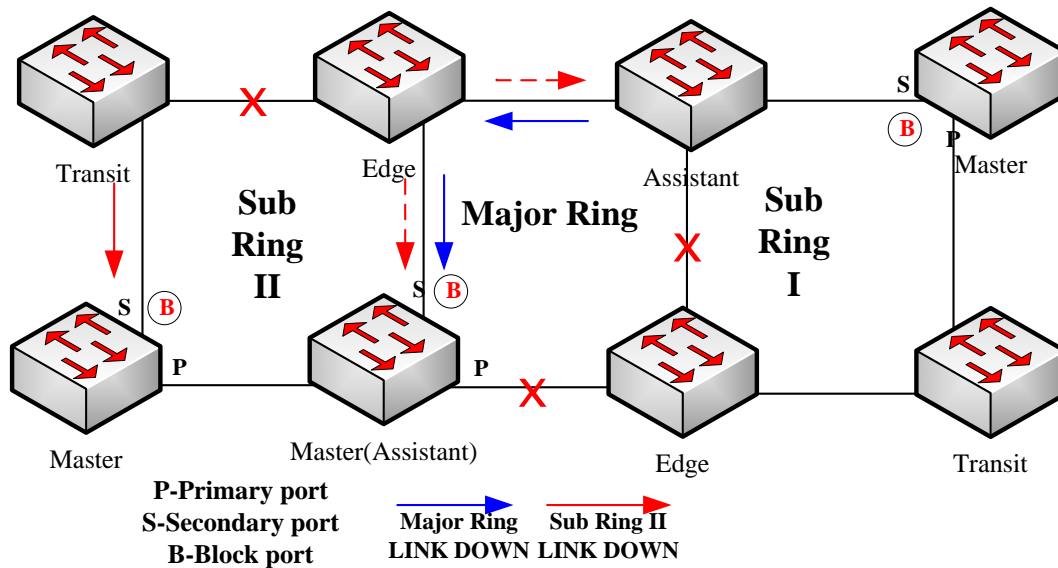 S
B
P
Transit
Edge
Assistant
Master
Sub
Ring
II
Major Ring
Sub
Ring
I
X
X
X
S
B
P
S
B
P
Master
Master(Assistant)
Edge
Transit
P-Primary port
S-Secondary port
B-Block port
Major Ring
LINK DOWN
Sub Ring II
LINK DOWN